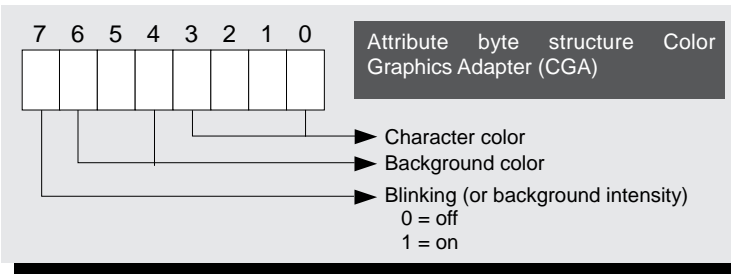 7 6 5 4 3 2 1 0
Attribute byte structure Color
Graphics Adapter (CGA)
Character color
Background color
Blinking (or background intensity)
0 = off
1 = on